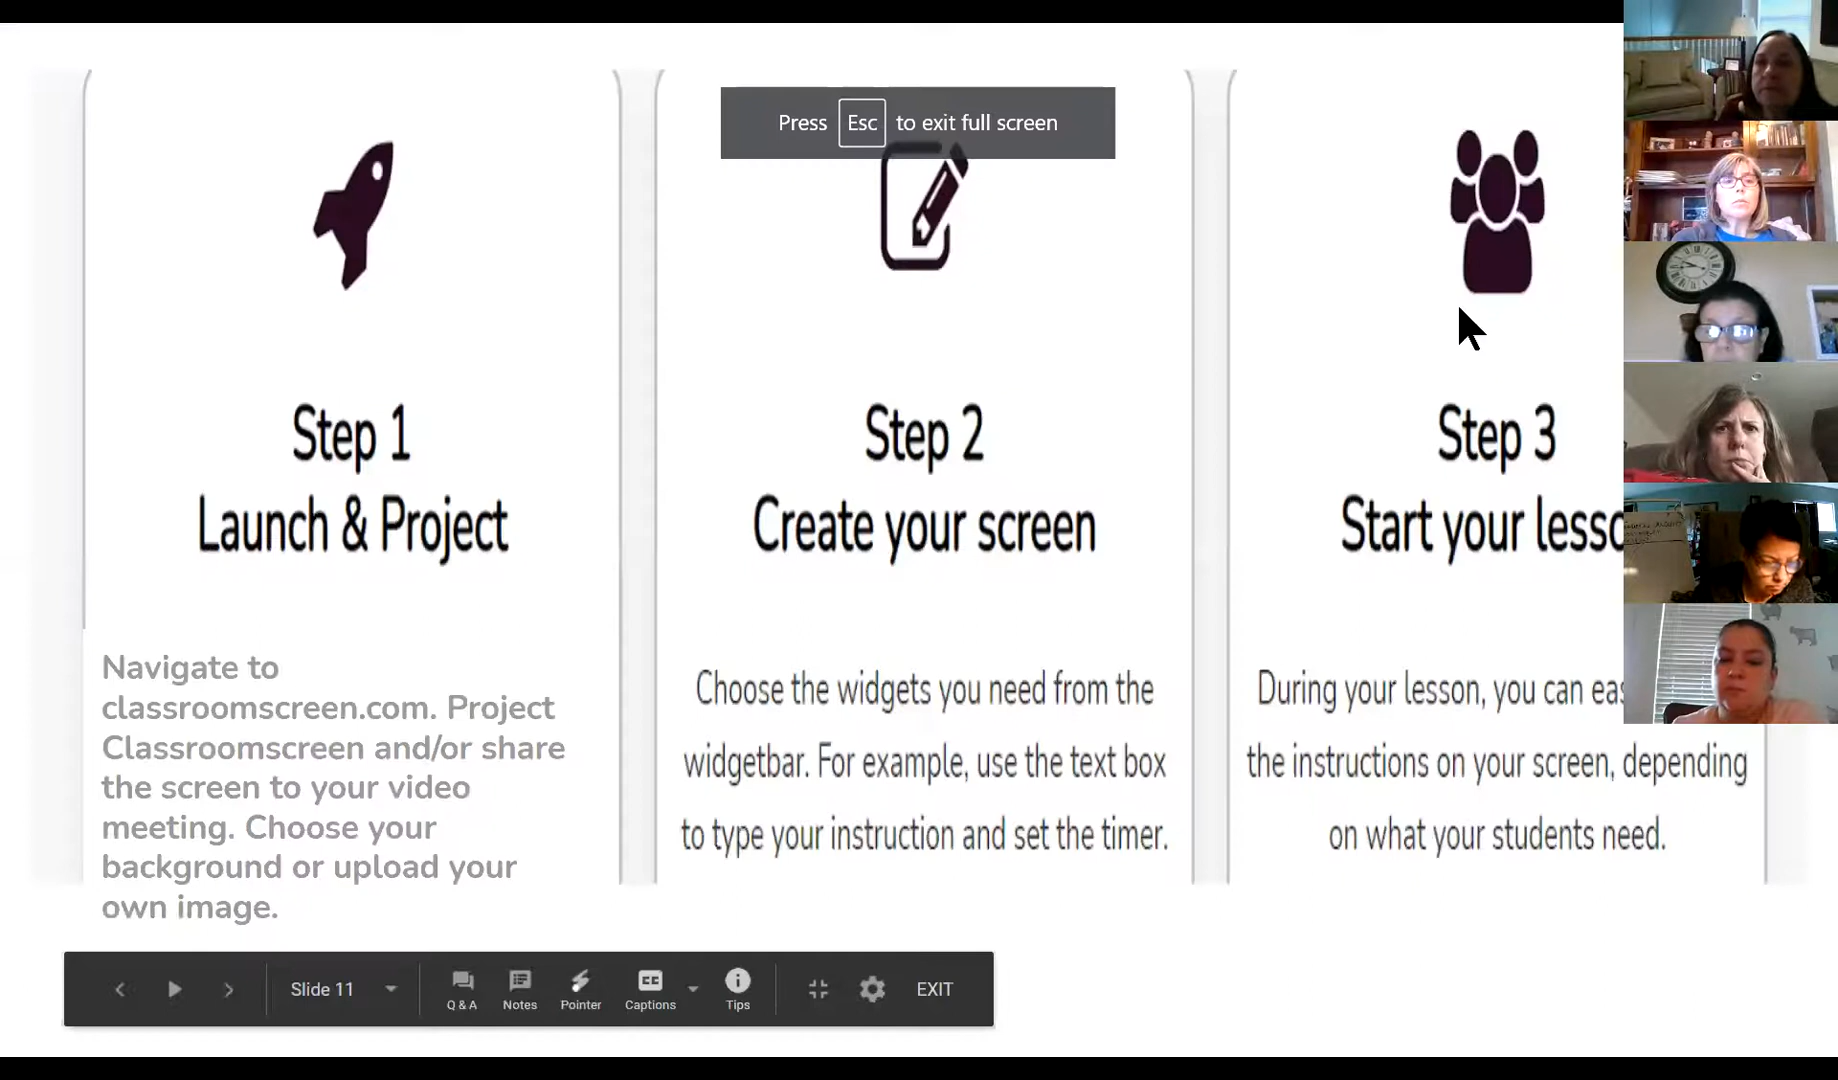 Press Esc to exit full screen
Step 1
Launch & Project
Navigate to
classroomscreen.com. Project
Classroomscreen and/or share
the screen to your video
meeting. Choose your
background or upload your
own image.
Step 2
Create your screen
Choose the widgets you need from the
widgetbar. For example, use the text box
to type your instruction and set the timer.
Step 3
Start your lesso
During your lesson, you can eas
the instructions on your screen, depending
on what your students need.
Slide 11
Q & A
Notes
Pointer
CC
Captions
Tips
EXIT